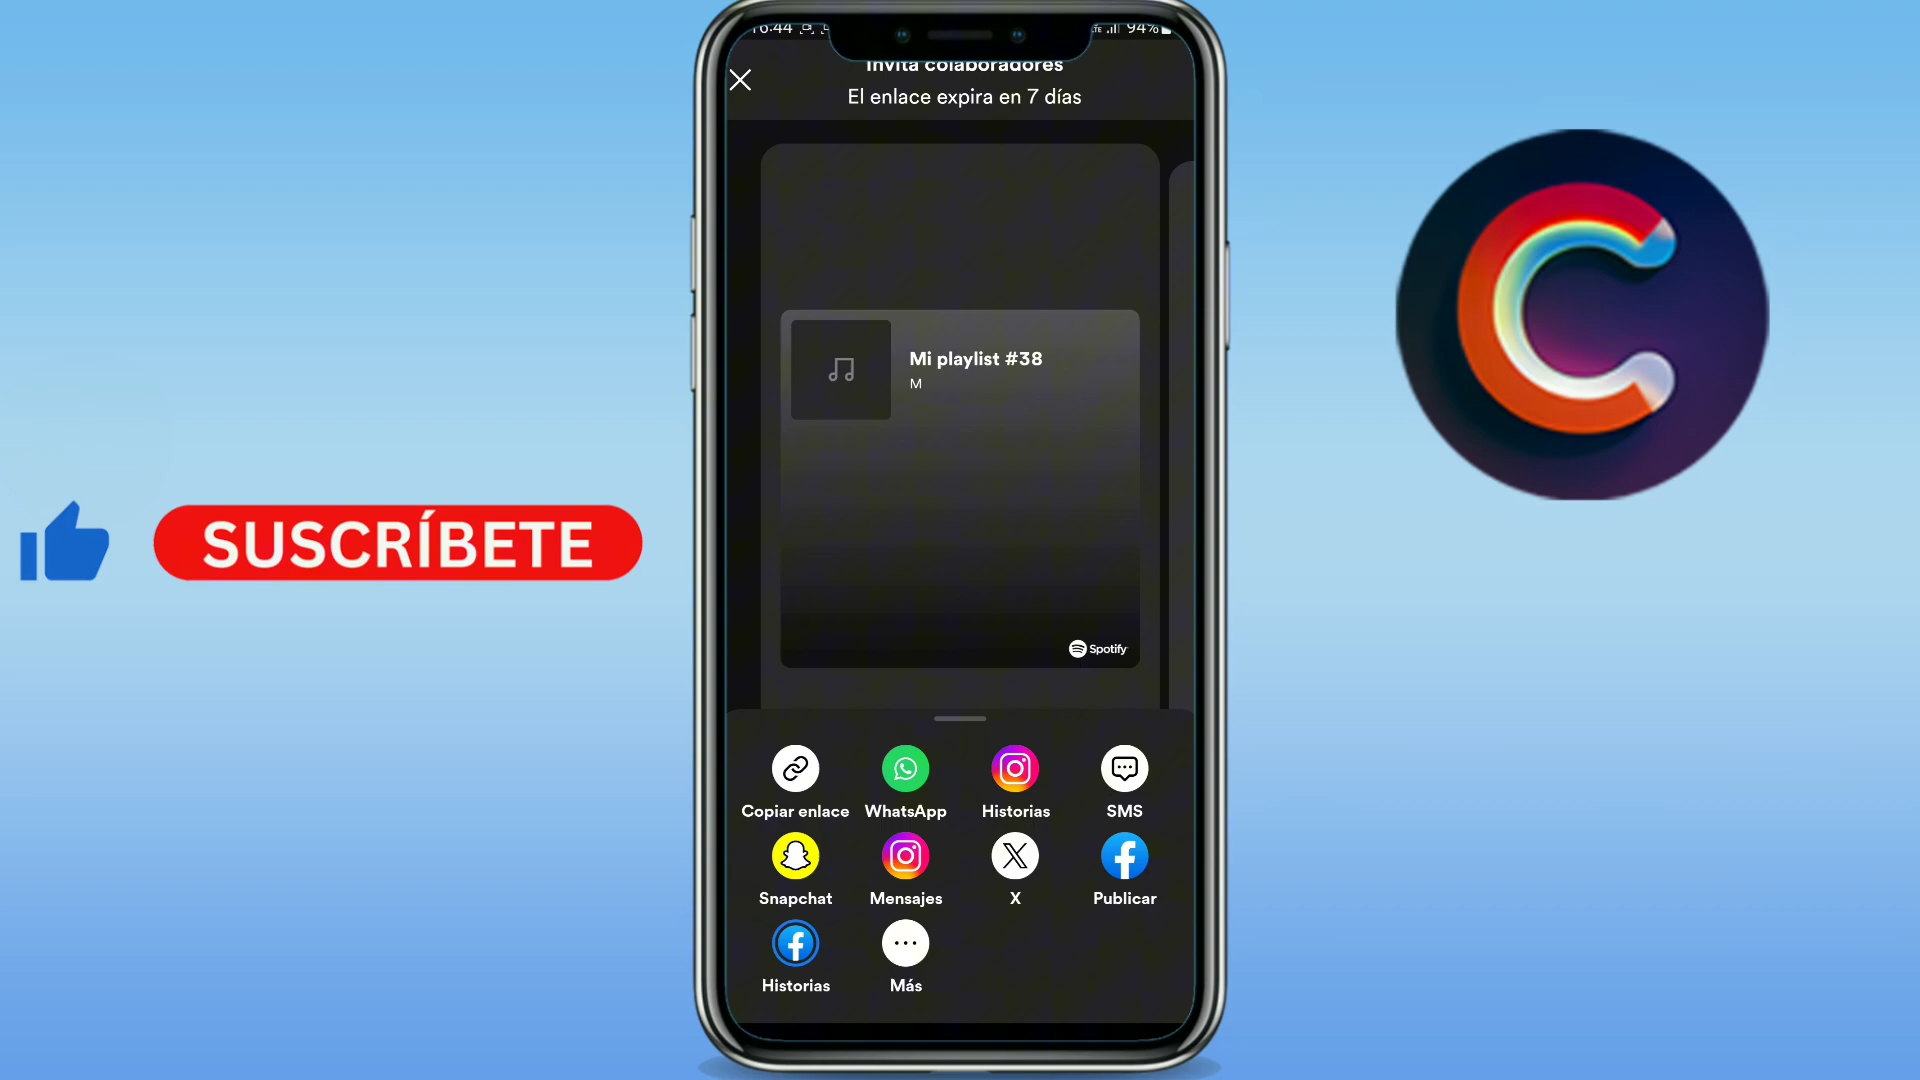 16:44 94%
Invita colaboradores
El enlace expira en 7 días
Mi playlist #38
M
Spotify
SUSCRÍBETE
Copiar enlace WhatsApp Historias SMS
Snapchat Mensajes X Publicar
Historias Más